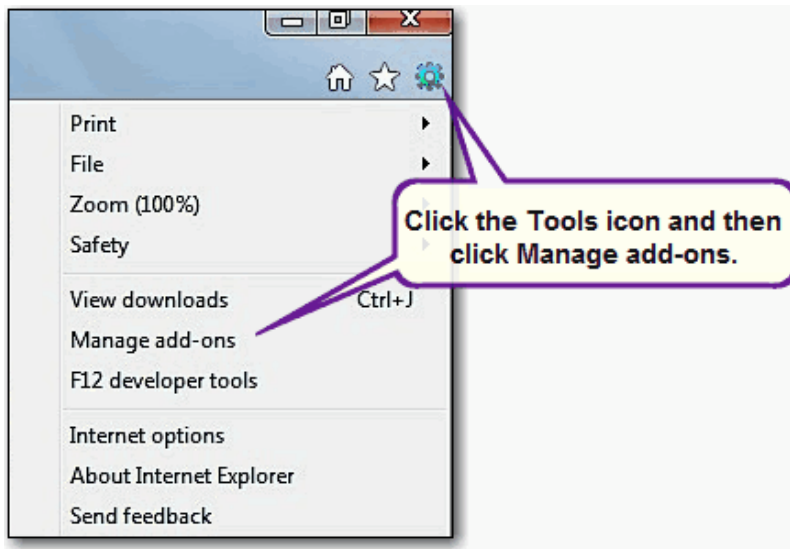 Print
File
Zoom (100%)
Safety
Click the Tools icon and then
click Manage add-ons.
View downloads Ctrl+J
Manage add-ons
F12 developer tools
Internet options
About Internet Explorer
Send feedback